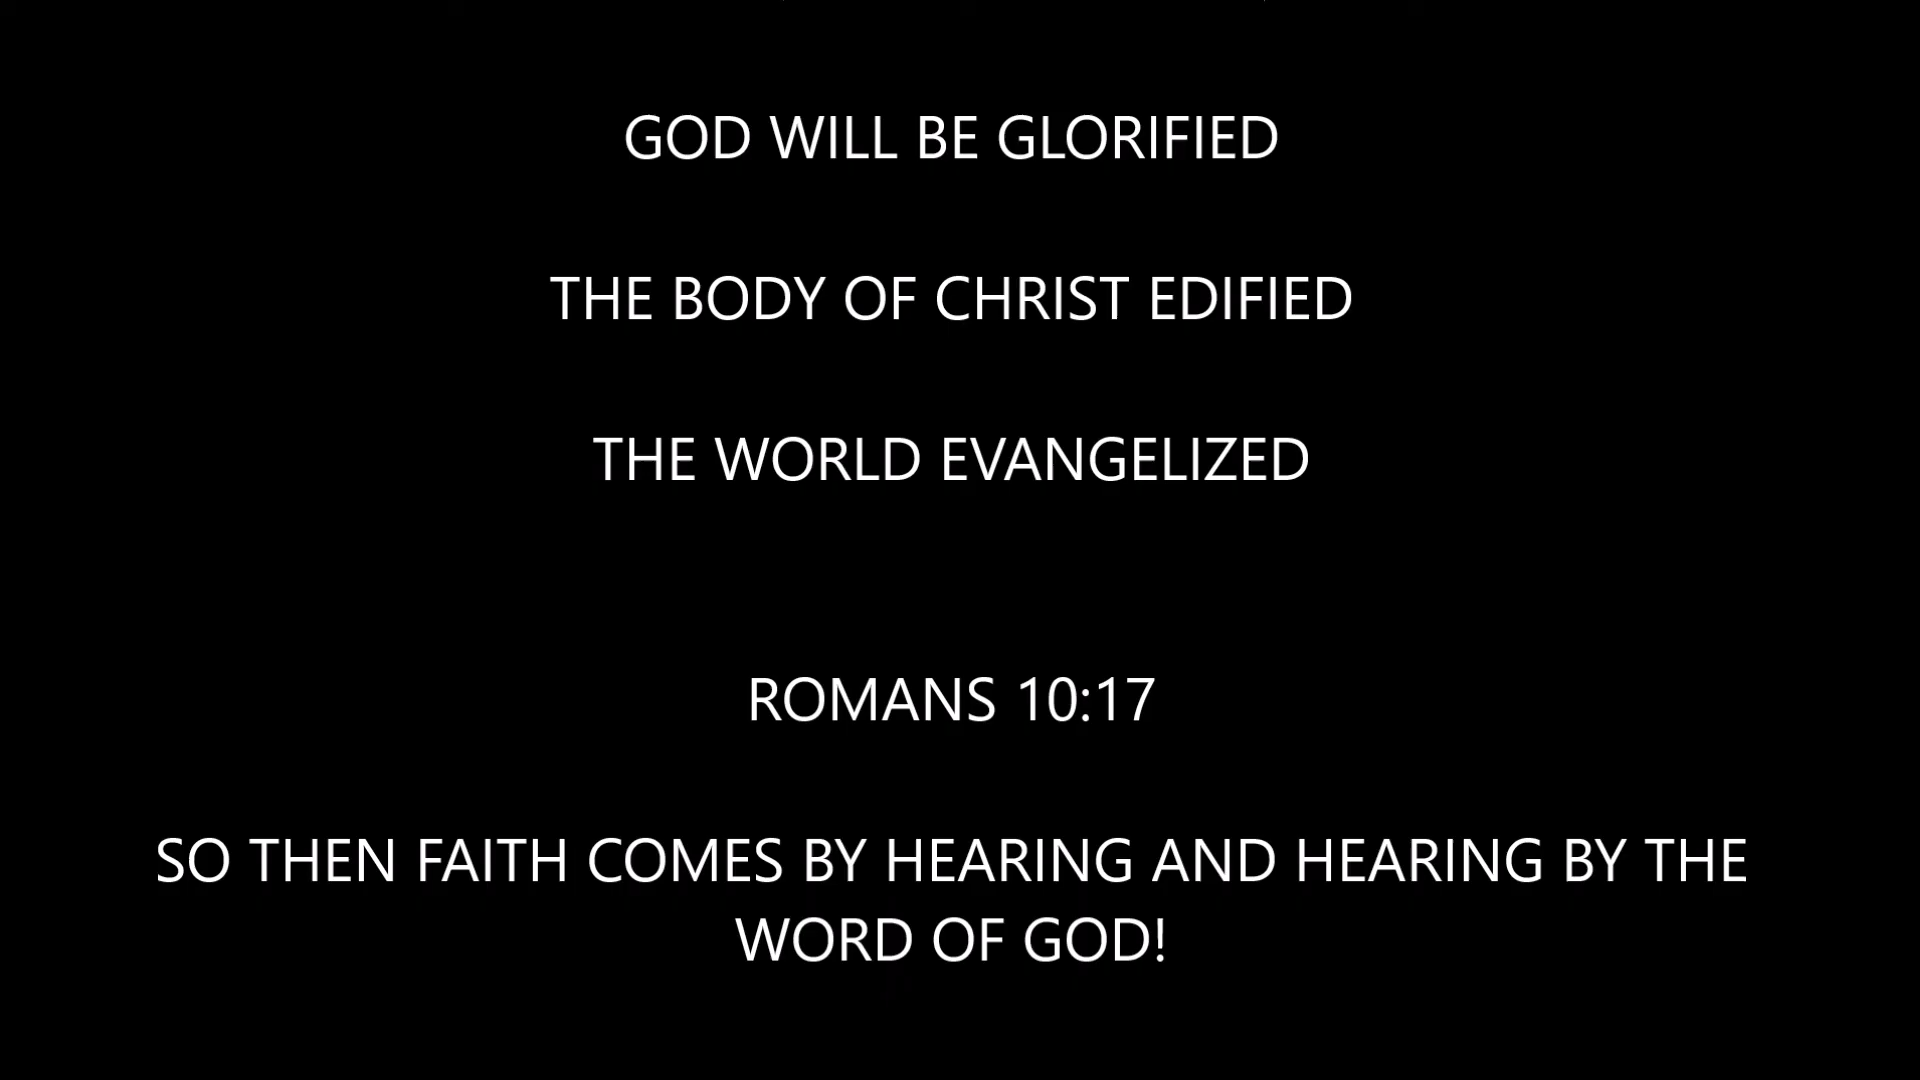 GOD WILL BE GLORIFIED
THE BODY OF CHRIST EDIFIED
THE WORLD EVANGELIZED
ROMANS 10:17
SO THEN FAITH COMES BY HEARING AND HEARING BY THE
WORD OF GOD!